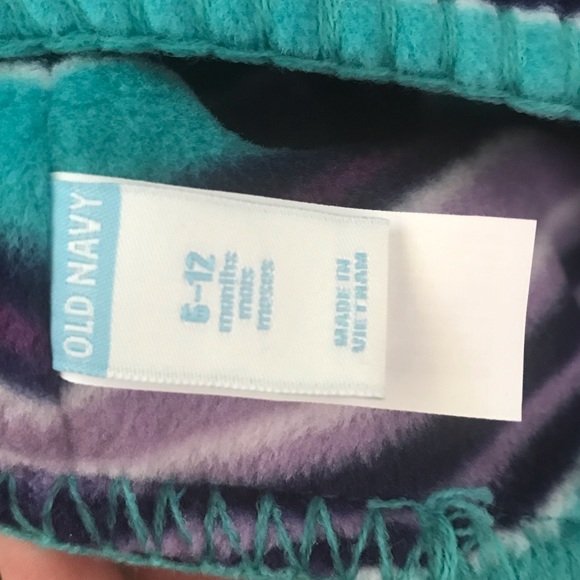 OLD NAVY
6-12
months
mois
meses
MADE IN
VIETNAM